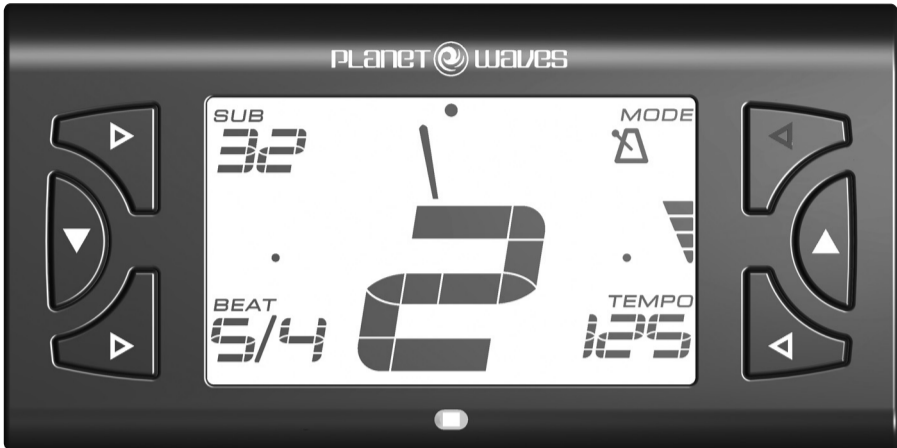 PLANET WAVES
SUB MODE
32
2
BEAT TEMPO
5/4 125